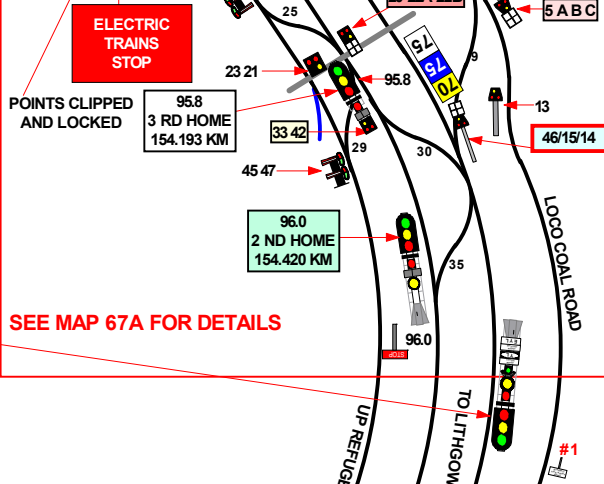 25
5 A B C
ELECTRIC
TRAINS
STOP
75
75
70
9
23 21
95.8
POINTS CLIPPED
AND LOCKED
95.8
3 RD HOME
154.193 KM
13
33 42
46/15/14
29
30
45 47
LOCO COAL ROAD
96.0
2 ND HOME
154.420 KM
35
SEE MAP 67A FOR DETAILS
96.0
STOP
UP REFUGE
TO LITHGOW
#1